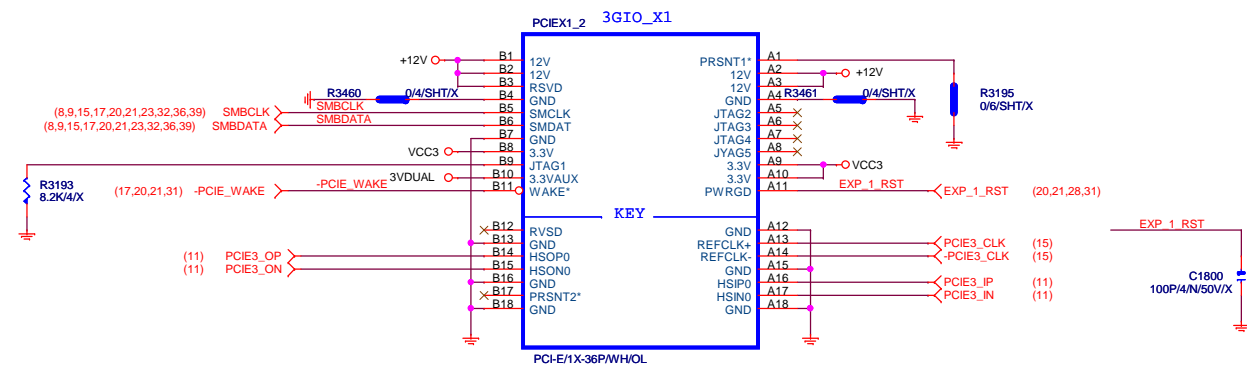 3GIO_X1
PCIEX1_2
+12V B1 12V PRSNT1* A1
B2 12V 12V A2 +12V
B3 RSVD 12V A3
R3460 0/4/SHT/X B4 GND GND A4 R3461 0/4/SHT/X R3195
0/6/SHT/X
(8,9,15,17,20,21,23,32,36,39) SMBCLK SMBCLK B5 SMCLK JTAG2 A5
(8,9,15,17,20,21,23,32,36,39) SMBDATA SMBDATA B6 SMDAT JTAG3 A6
B7 GND JTAG4 A7
VCC3 B8 3.3V JYAG5 A8
B9 JTAG1 3.3V A9 VCC3
3VDUAL B10 3.3VAUX 3.3V A10
R3193
8.2K/4/X
(17,20,21,31) -PCIE_WAKE -PCIE_WAKE B11 WAKE* PWRGD A11 EXP_1_RST EXP_1_RST (20,21,28,31)
KEY
B12 RVSD GND A12 EXP_1_RST
B13 GND REFCLK+ A13 PCIE3_CLK (15)
(11) PCIE3_OP B14 HSOP0 REFCLK- A14 -PCIE3_CLK (15)
(11) PCIE3_ON B15 HSON0 GND A15
B16 GND HSIP0 A16 PCIE3_IP (11)
B17 PRSNT2* HSIN0 A17 PCIE3_IN (11)
B18 GND GND A18
C1800
100P/4/N/50V/X
PCI-E/1X-36P/WH/OL